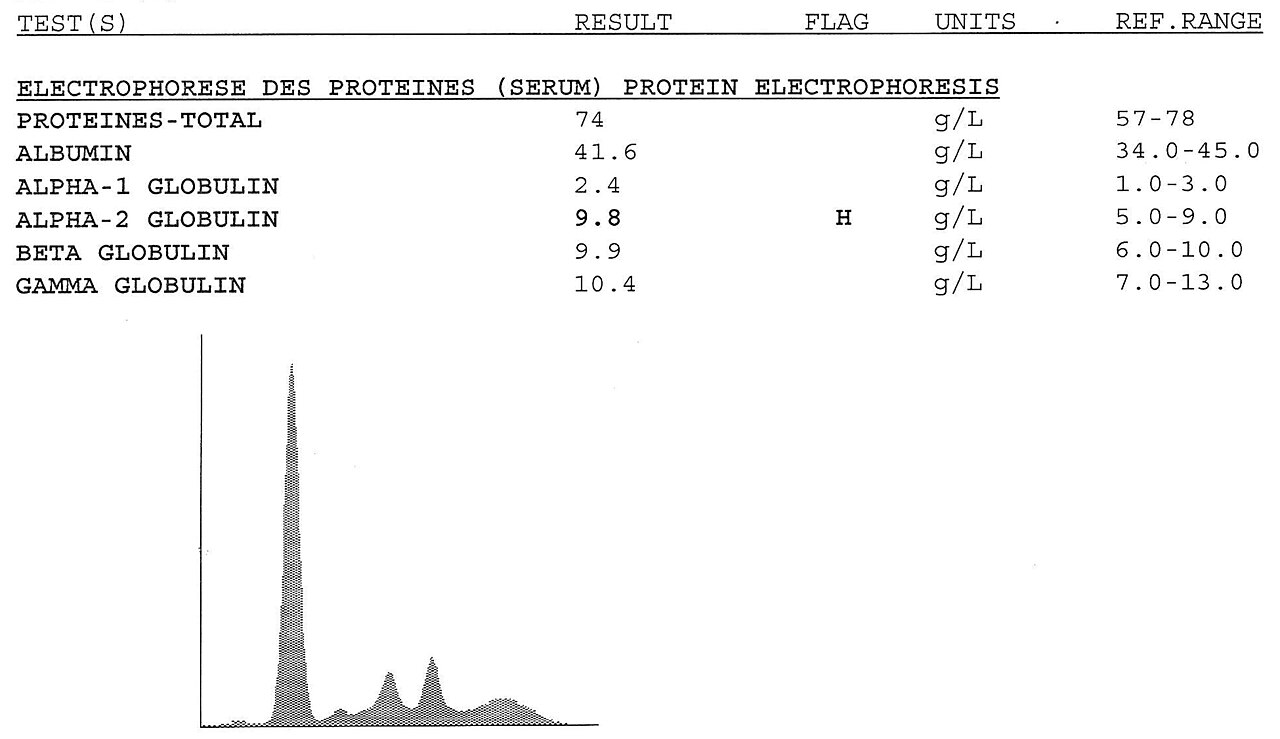 TEST(S) RESULT FLAG UNITS REF.RANGE
ELECTROPHORESE DES PROTEINES (SERUM) PROTEIN ELECTROPHORESIS
PROTEINES-TOTAL 74 g/L 57-78
ALBUMIN 41.6 g/L 34.0-45.0
ALPHA-1 GLOBULIN 2.4 g/L 1.0-3.0
ALPHA-2 GLOBULIN 9.8 H g/L 5.0-9.0
BETA GLOBULIN 9.9 g/L 6.0-10.0
GAMMA GLOBULIN 10.4 g/L 7.0-13.0